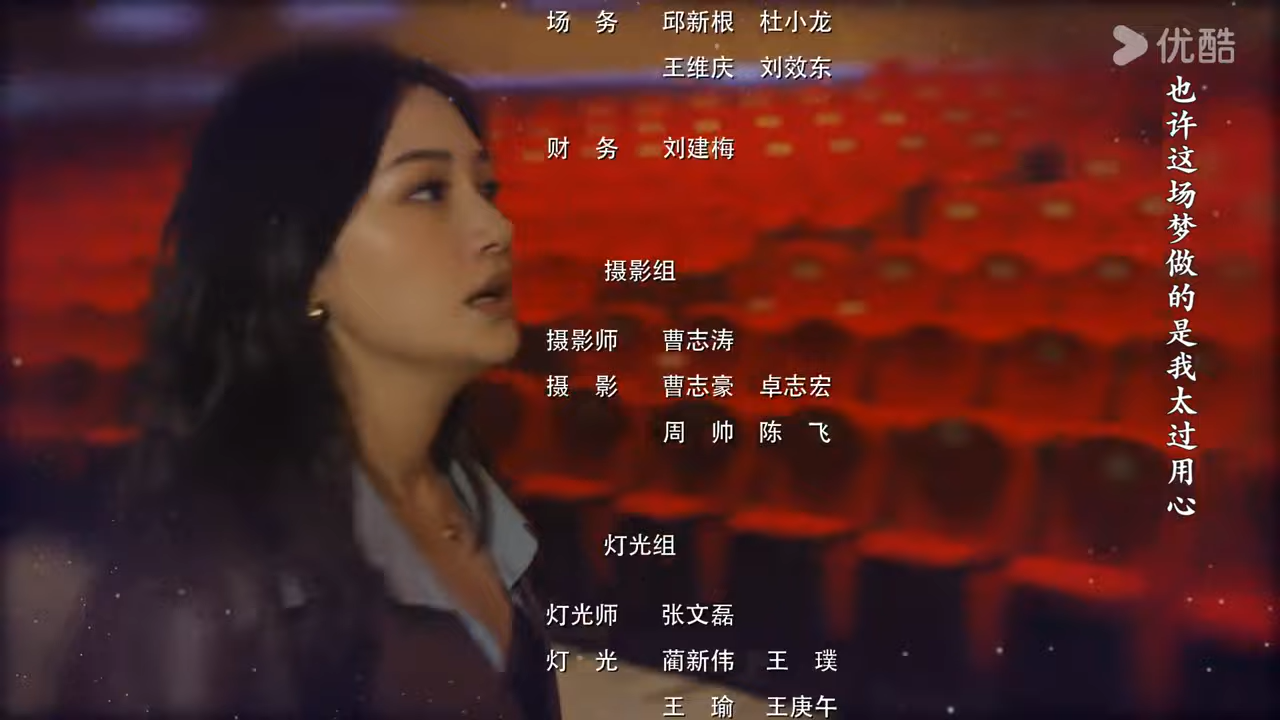 场 务 邱新根 杜小龙
王维庆 刘效东
财 务 刘建梅
摄影组
摄影师 曹志涛
摄 影 曹志豪 卓志宏
周 帅 陈 飞
灯光组
灯光师 张文磊
灯 光 蔺新伟 王 璞
王 瑜 王庚午
优酷
也许这场梦做的是我太过用心